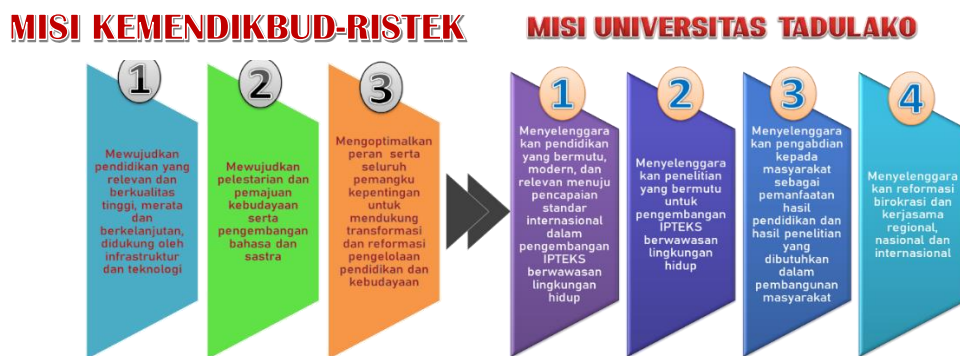 MISI KEMENDIKBUD-RISTEK
1
Mewujudkan
pendidikan yang
relevan dan
berkualitas
tinggi, merata
dan
berkelanjutan,
didukung oleh
infrastruktur
dan teknologi
2
Mewujudkan
pelestarian dan
pemajuan
kebudayaan
serta
pengembangan
bahasa dan
sastra
3
Mengoptimalkan
peran serta
seluruh
pemangku
kepentingan
untuk
mendukung
transformasi
dan reformasi
pengelolaan
pendidikan dan
kebudayaan
MISI UNIVERSITAS TADULAKO
1
Menyelenggara
kan pendidikan
yang bermutu,
modern, dan
relevan menuju
pencapaian
standar
internasional
dalam
pengembangan
IPTEKS
berwawasan
lingkungan
hidup
2
Menyelenggara
kan penelitian
yang bermutu
untuk
pengembangan
IPTEKS
berwawasan
lingkungan
hidup
3
Menyelenggara
kan pengabdian
kepada
masyarakat
sebagai
pemanfaatan
hasil
pendidikan dan
hasil penelitian
yang
dibutuhkan
dalam
pembangunan
masyarakat
4
Menyelenggara
kan reformasi
birokrasi dan
kerjasama
regional,
nasional dan
internasional